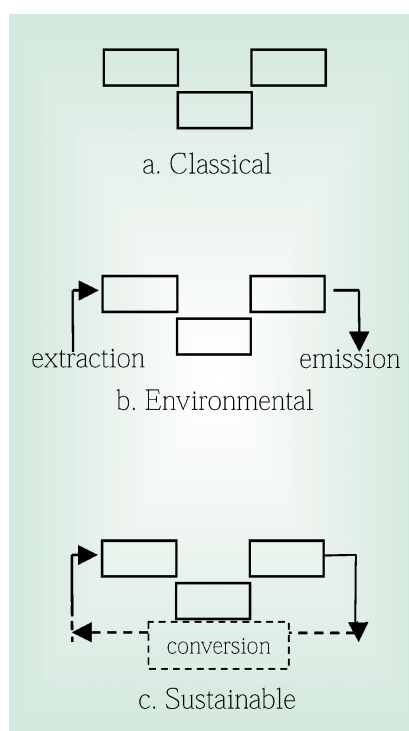 a. Classical
extraction
emission
b. Environmental
conversion
c. Sustainable